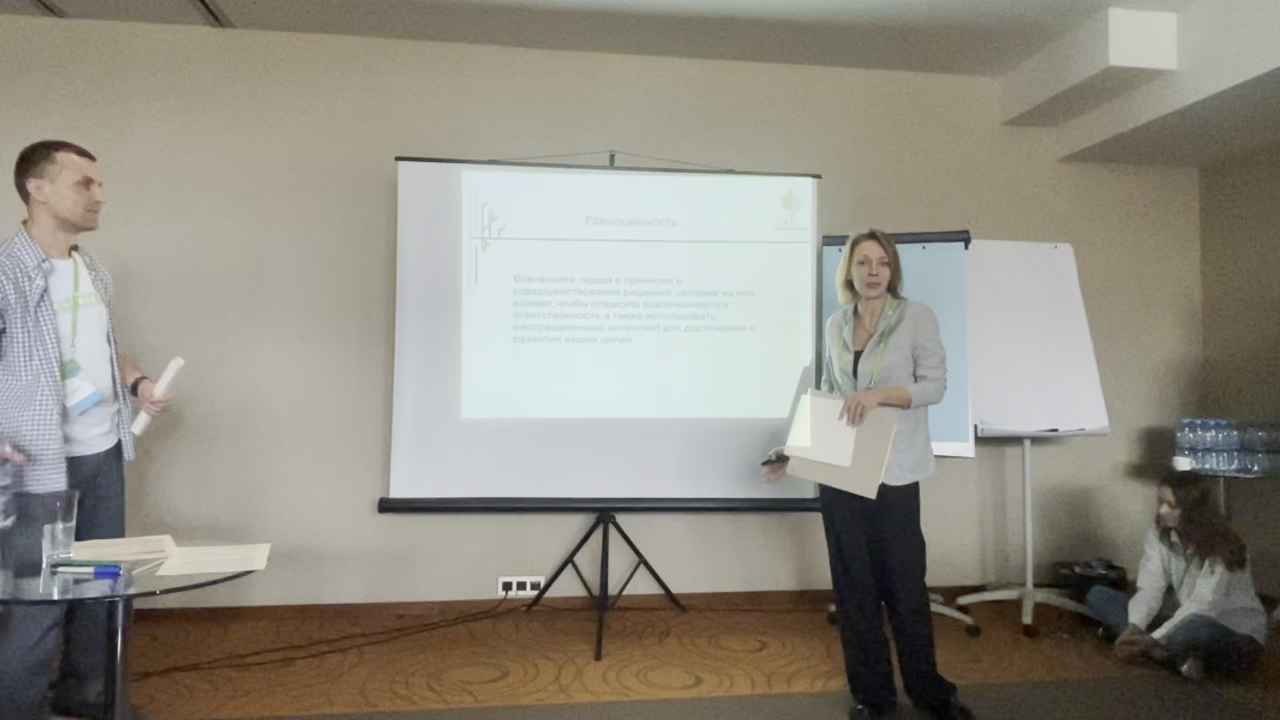 Равноценность
Вовлекайте людей в принятие и
совершенствование решений, которые на них
влияют, чтобы повысить вовлеченность и
ответственность, а также использовать
распределенный интеллект для достижения и
развития ваших целей.